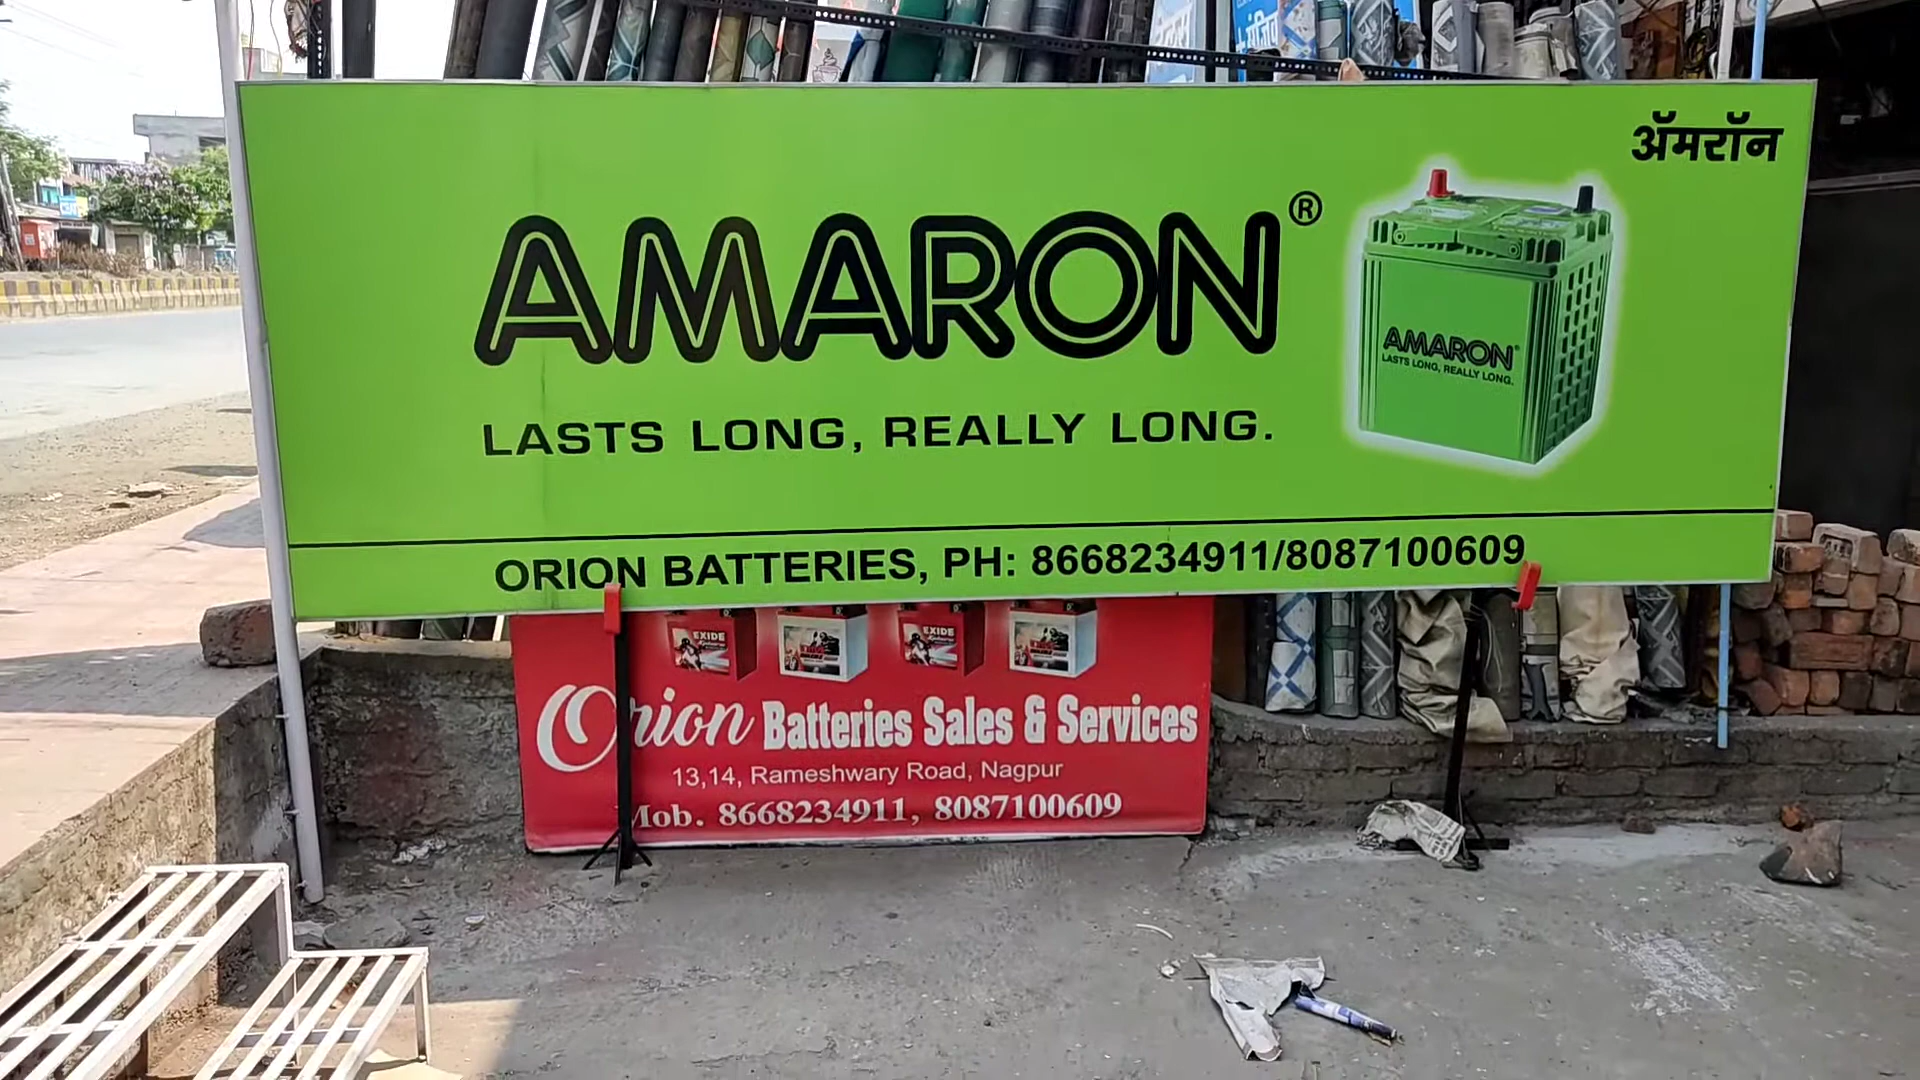 ॲमरॉन
AMARON®
LASTS LONG, REALLY LONG.
AMARON
LASTS LONG, REALLY LONG.
ORION BATTERIES, PH: 8668234911/8087100609
EXIDE
EXIDE
Orion Batteries Sales & Services
13,14, Rameshwary Road, Nagpur
Mob. 8668234911, 8087100609